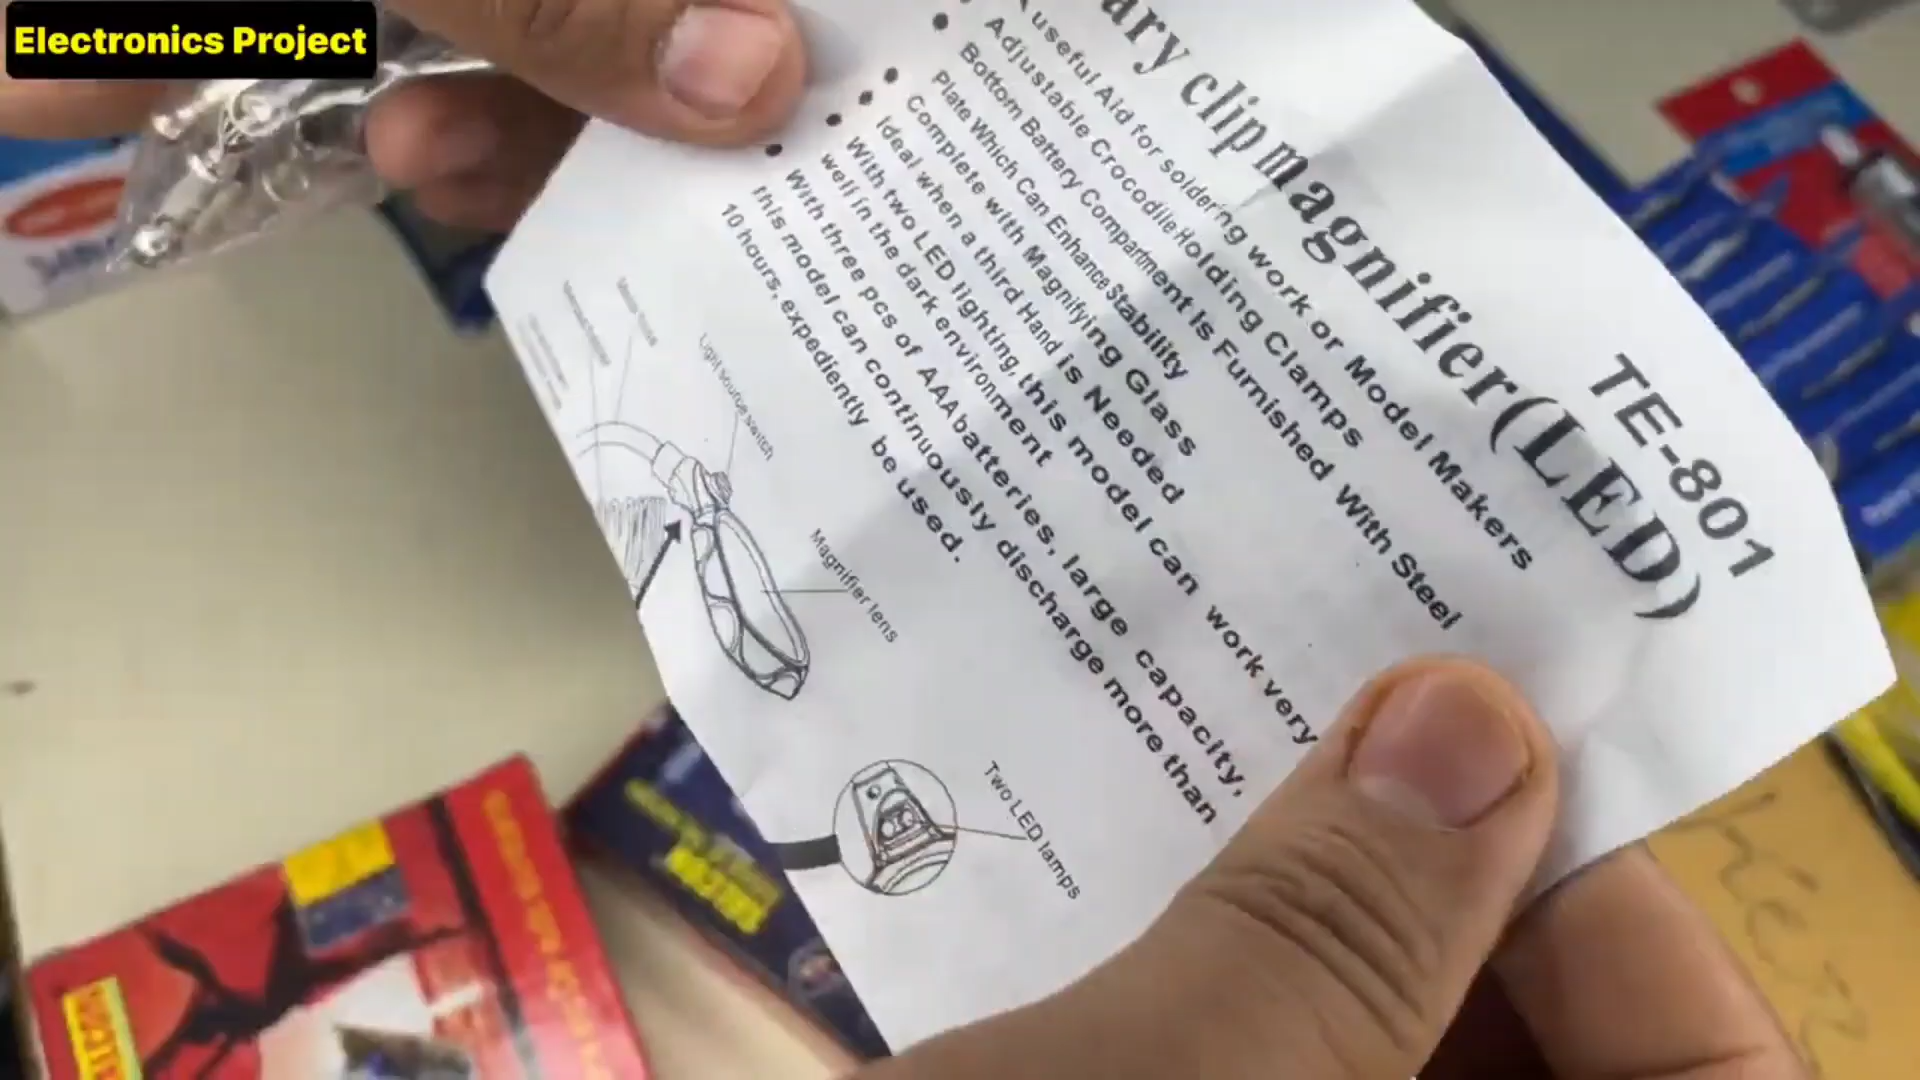 Electronics Project
TE-801
ary clip magnifier(LED)
useful Aid for soldering work or Model Makers
Adjustable Crocodile Holding Clamps
Bottom Battery Compartment Is Furnished With Steel
Plate Which Can Enhance Stability
Complete with Magnifying Glass
Ideal when a third Hand is Needed
With two LED lighting, this model can work very
well in the dark environment
With three pcs of AAA batteries, large capacity,
this model can continuously discharge more than
10 hours, expediently be used.
Light source switch
Magnifier lens
Two LED lamps